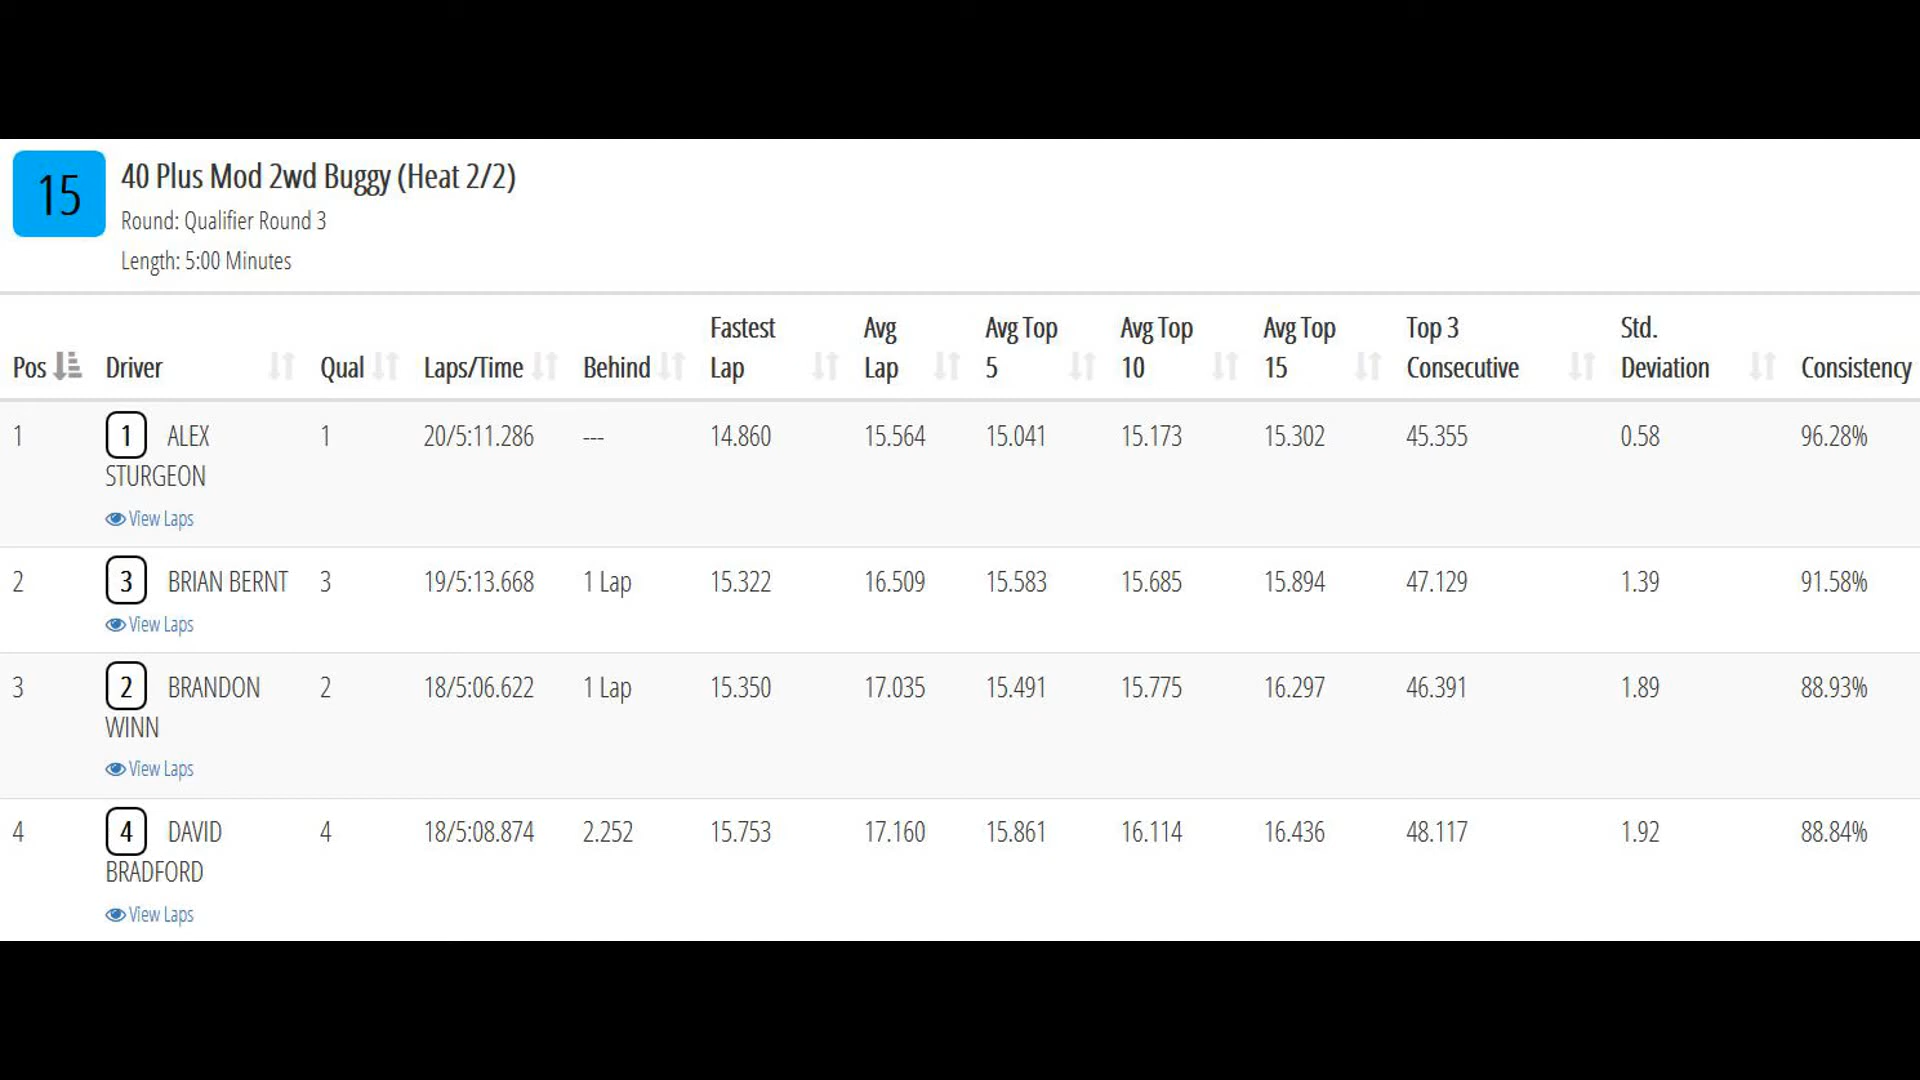 15
40 Plus Mod 2wd Buggy (Heat 2/2)
Round: Qualifier Round 3
Length: 5:00 Minutes
Pos Driver Qual Laps/Time Behind Fastest Lap Avg Lap Avg Top 5 Avg Top 10 Avg Top 15 Top 3 Consecutive Std. Deviation Consistency
1 1 ALEX STURGEON 1 20/5:11.286 --- 14.860 15.564 15.041 15.173 15.302 45.355 0.58 96.28%
View Laps
2 3 BRIAN BERNT 3 19/5:13.668 1 Lap 15.322 16.509 15.583 15.685 15.894 47.129 1.39 91.58%
View Laps
3 2 BRANDON WINN 2 18/5:06.622 1 Lap 15.350 17.035 15.491 15.775 16.297 46.391 1.89 88.93%
View Laps
4 4 DAVID BRADFORD 4 18/5:08.874 2.252 15.753 17.160 15.861 16.114 16.436 48.117 1.92 88.84%
View Laps